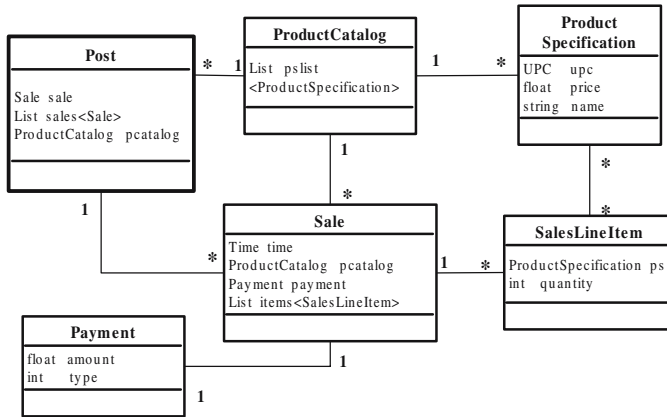 Post
Sale sale
List sales<Sale>
ProductCatalog pcatalog
ProductCatalog
List pslist
<ProductSpecification>
Product
Specification
UPC upc
float price
string name
* 1
1 *
1
*
1
*
*
*
Sale
Time time
ProductCatalog pcatalog
Payment payment
List items<SalesLineItem>
1 *
SalesLineItem
ProductSpecification ps
int quantity
Payment
float amount
int type
1
1